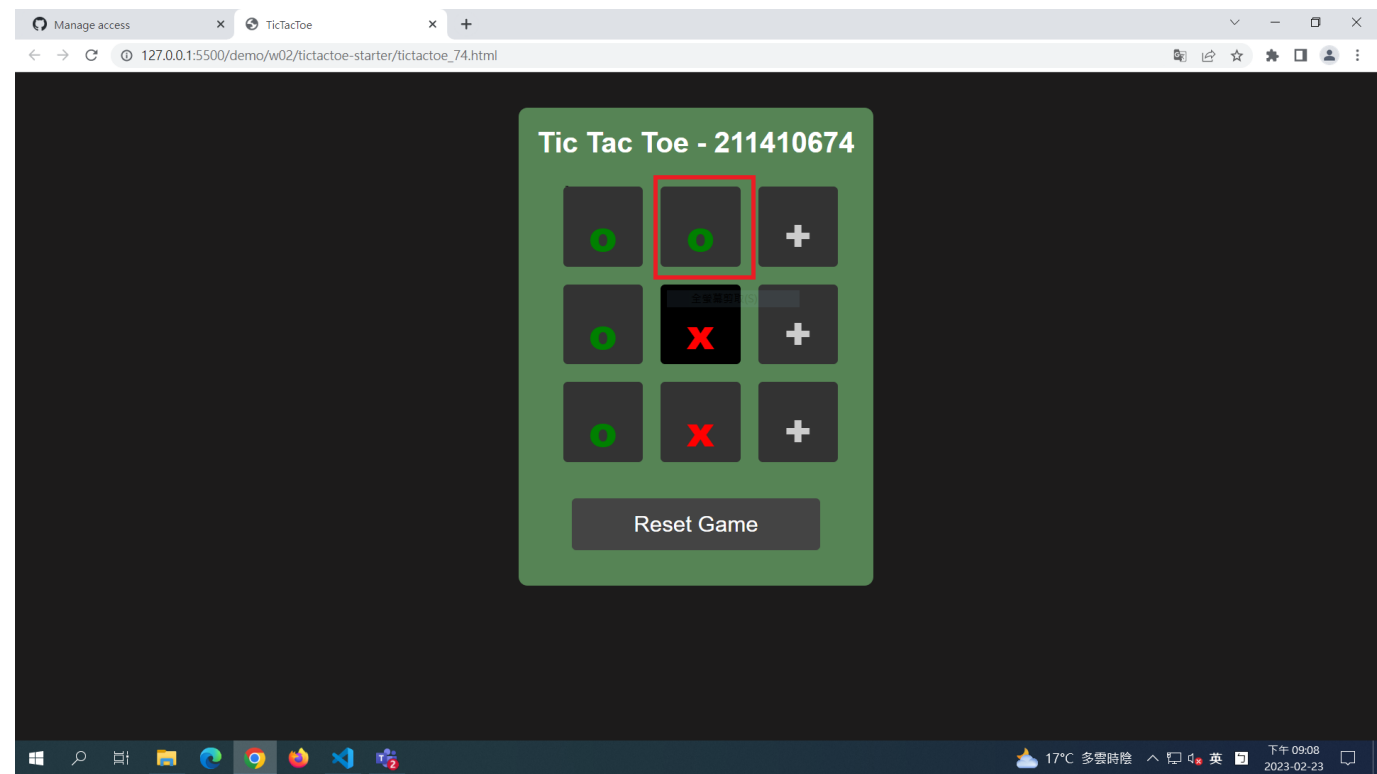 Manage access
TicTacToe
127.0.0.1:5500/demo/w02/tictactoe-starter/tictactoe_74.html
Tic Tac Toe - 211410674
o o +
o x +
o x +
Reset Game
17°C 多雲時陰 英 下午 09:08
2023-02-23